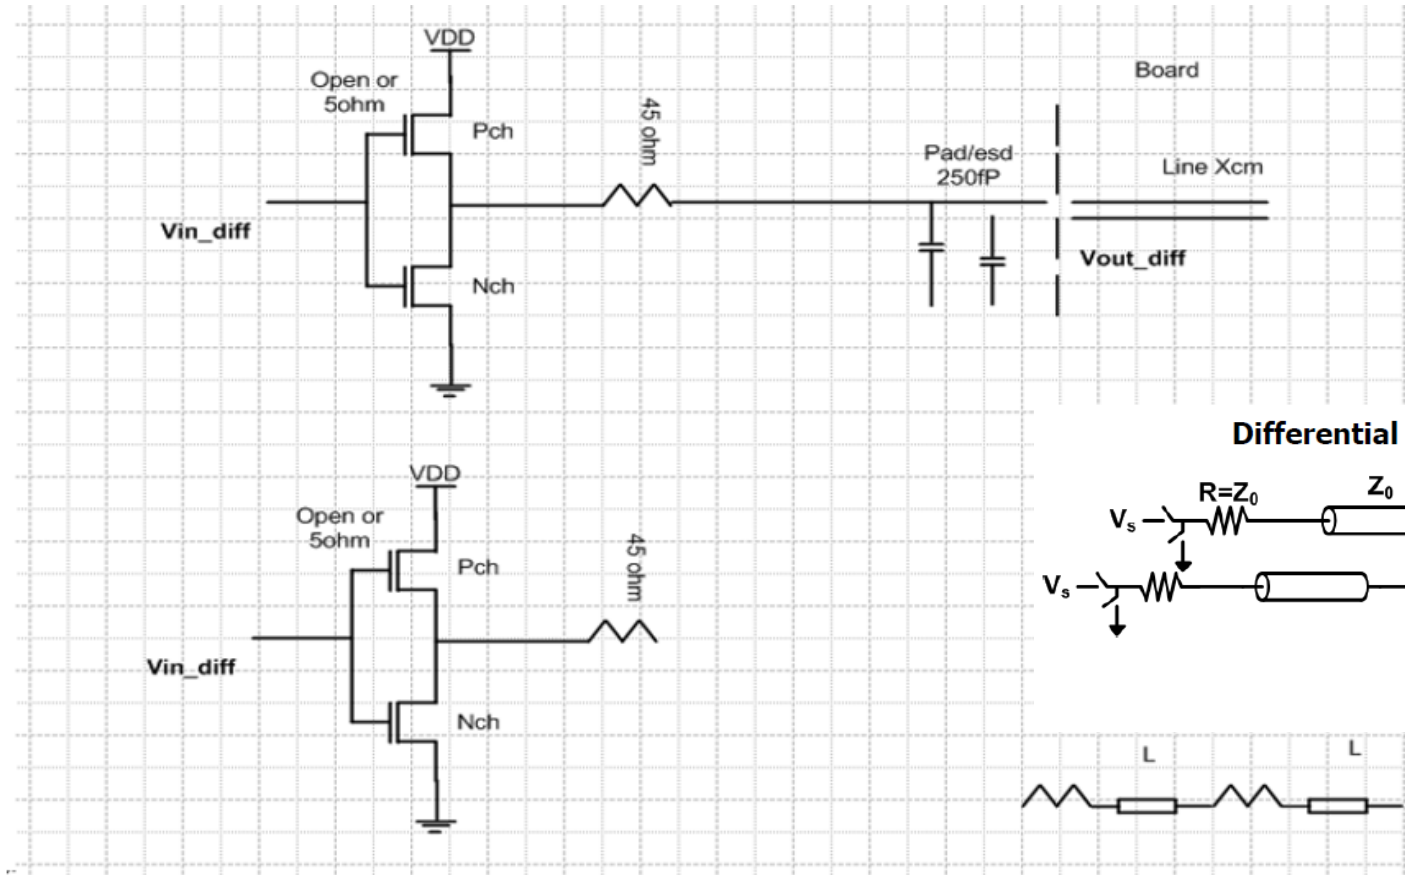 VDD
Open or
5ohm
Pch
45 ohm
Board
Pad/esd
250fP
Line Xcm
Vin_diff
Vout_diff
Nch
Differential
R=Z₀
Z₀
Vₛ
Vₛ
VDD
Open or
5ohm
Pch
45 ohm
Vin_diff
Nch
L
L